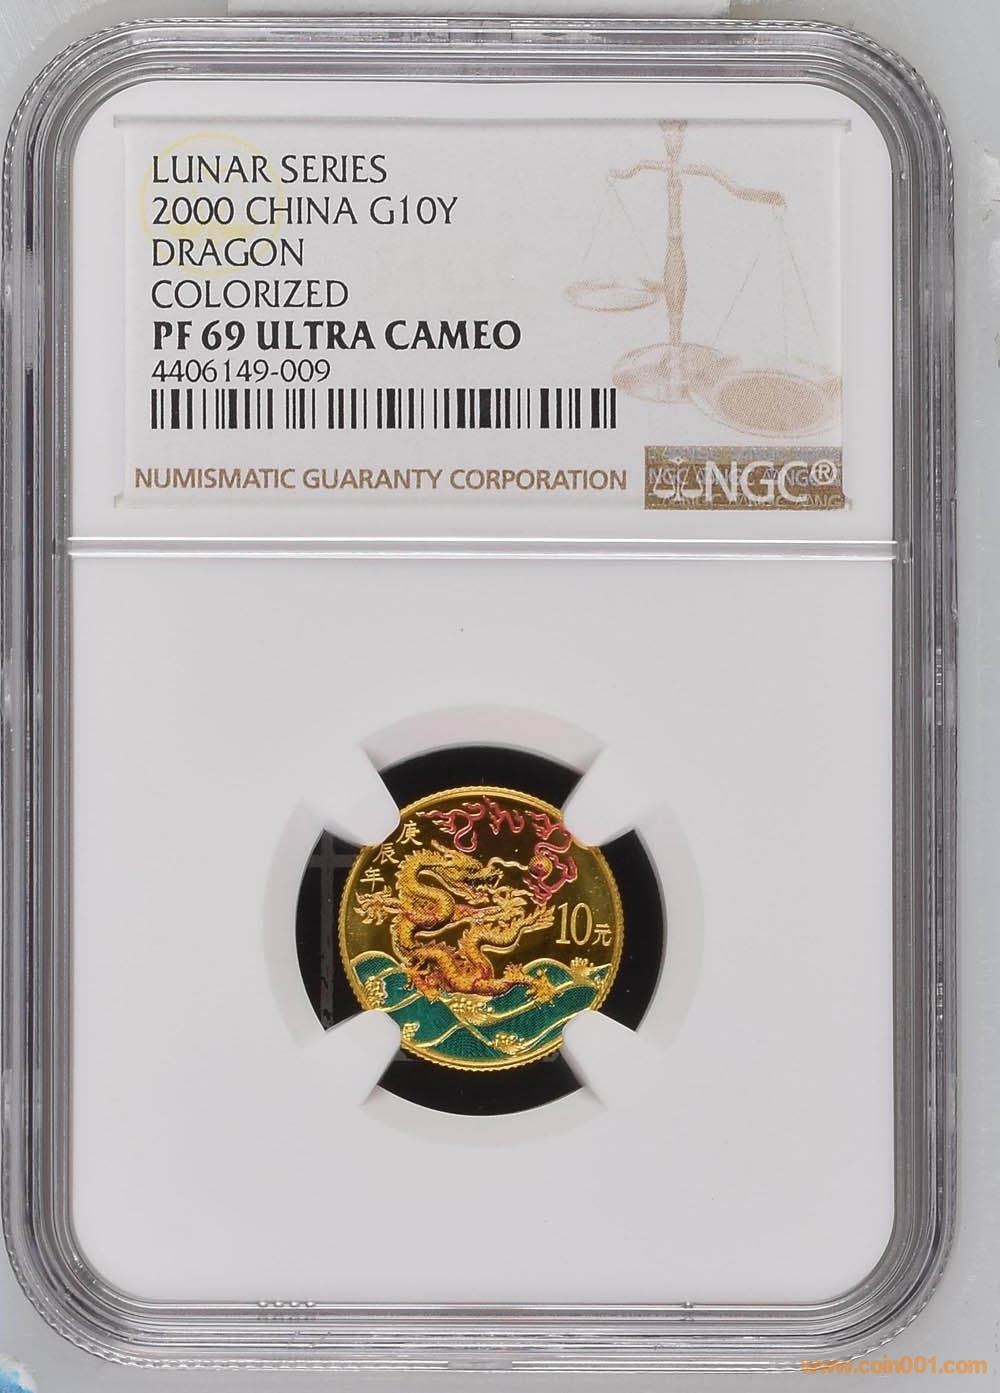 LUNAR SERIES
2000 CHINA G10Y
DRAGON
COLORIZED
PF 69 ULTRA CAMEO
4406149-009
NUMISMATIC GUARANTY CORPORATION
NGC®
庚辰年
10元
www.coin001.com